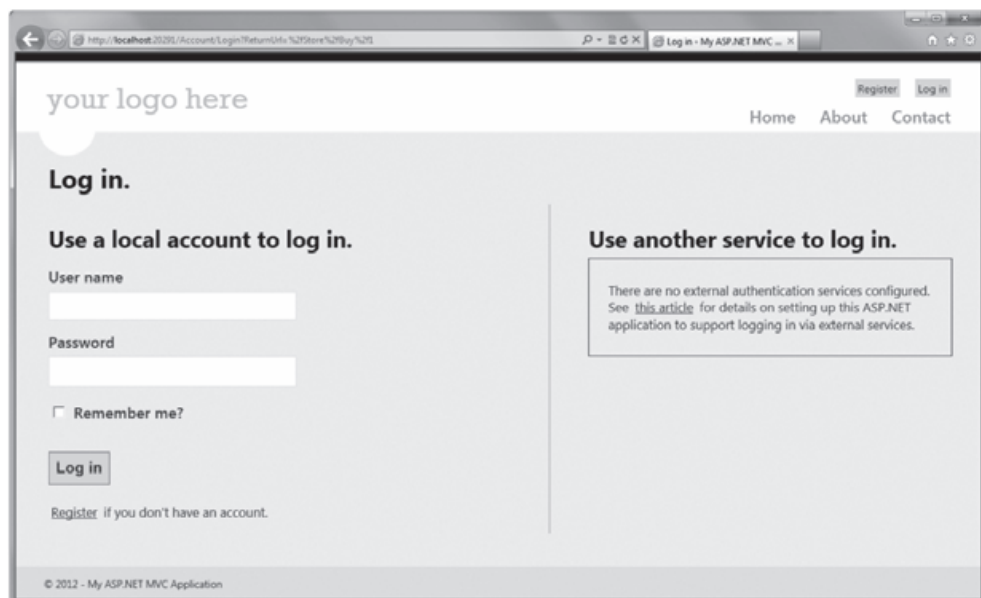 http://localhost:20291/Account/Login?ReturnUrl=%2fStore%2fBuy%2f1
Log in - My ASP.NET MVC ...
your logo here
Register Log in
Home About Contact
Log in.
Use a local account to log in.
User name
Password
Remember me?
Log in
Register if you don't have an account.
Use another service to log in.
There are no external authentication services configured.
See this article for details on setting up this ASP.NET
application to support logging in via external services.
© 2012 - My ASP.NET MVC Application